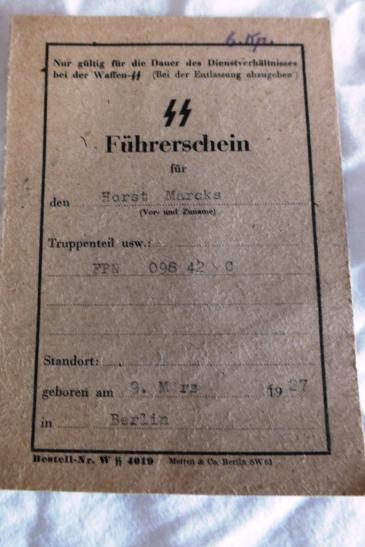 6. Kp.
Nur gültig für die Dauer des Dienstverhältnisses
bei der Waffen-ᛋᛋ (Bei der Entlassung abzugeben)
ᛋᛋ
Führerschein
für
den Horst Marcks
(Vor- und Zuname)
Truppenteil usw.:
FPN 098 42 C
Standort:
geboren am 9. März 1927
in Berlin
Bestell-Nr. W ᛋᛋ 4019 Metten & Co. Berlin SW 61